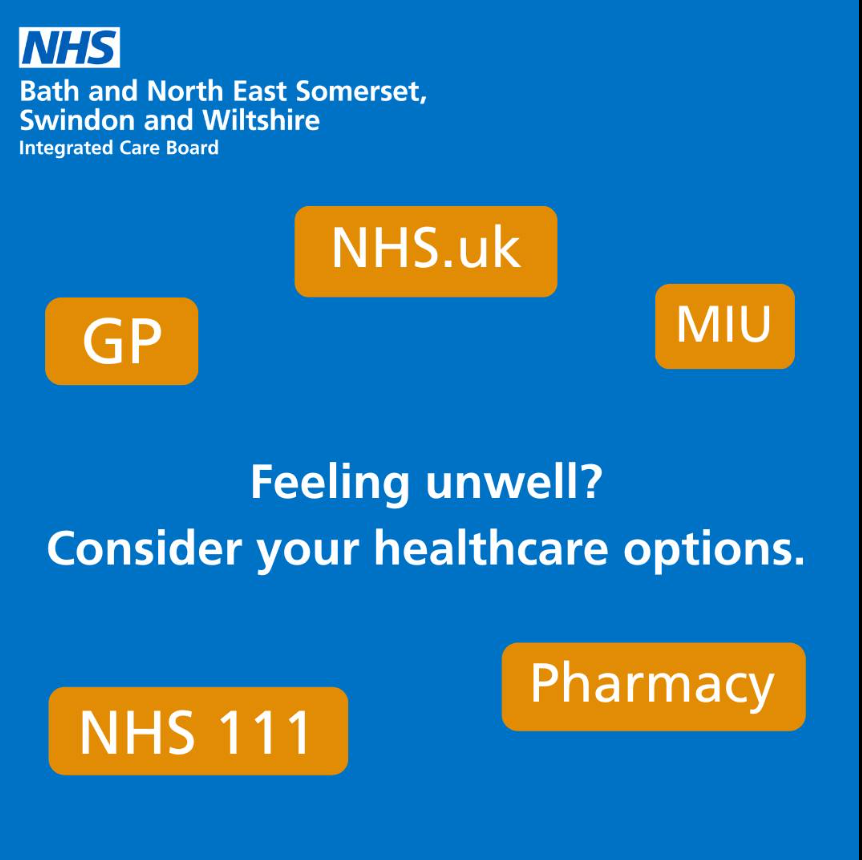 NHS
Bath and North East Somerset,
Swindon and Wiltshire
Integrated Care Board
NHS.uk
MIU
GP
Feeling unwell?
Consider your healthcare options.
Pharmacy
NHS 111